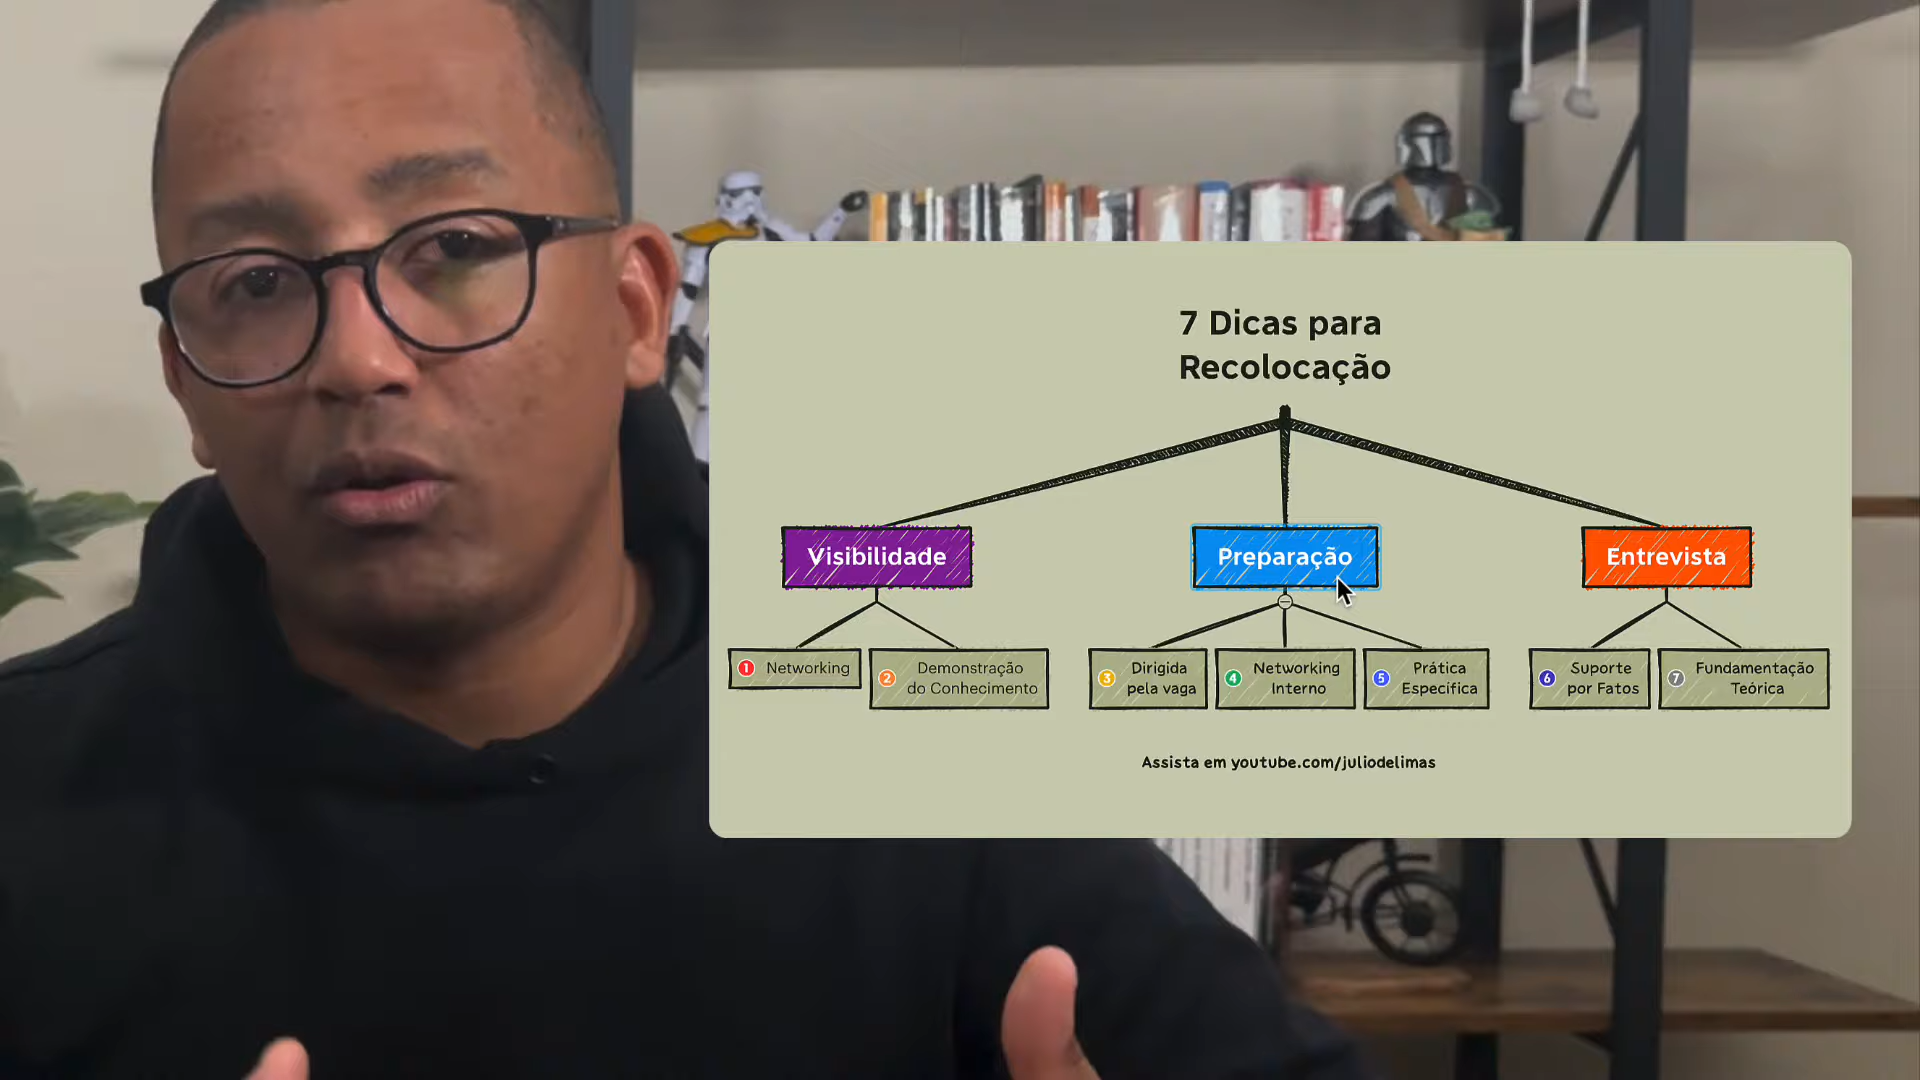 7 Dicas para
Recolocação
Visibilidade
Preparação
Entrevista
1 Networking
2 Demonstração
do Conhecimento
3 Dirigida
pela vaga
4 Networking
Interno
5 Prática
Específica
6 Suporte
por Fatos
7 Fundamentação
Teórica
Assista em youtube.com/juliodelimas